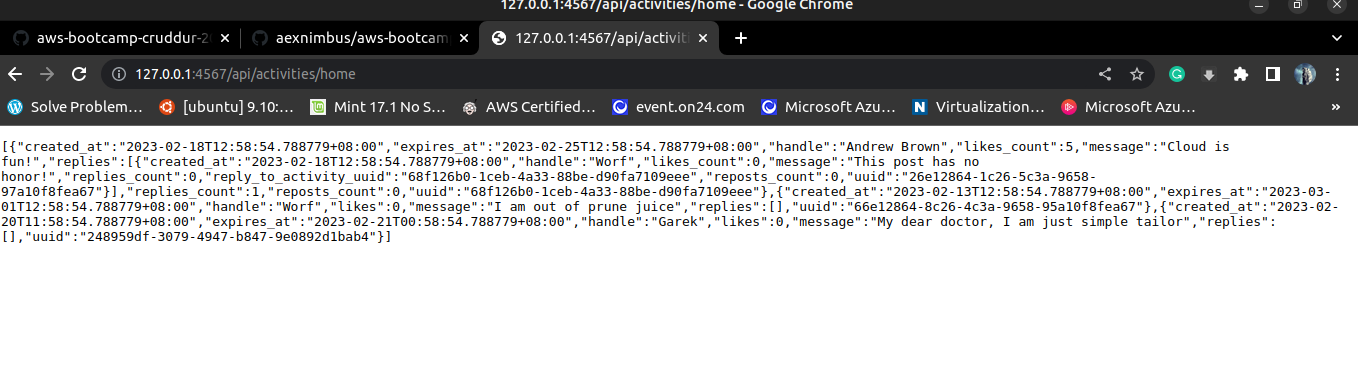 127.0.0.1:4567/api/activities/home - Google Chrome
aws-bootcamp-cruddur-2 aexnimbus/aws-bootcam 127.0.0.1:4567/api/activiti
127.0.0.1:4567/api/activities/home
Solve Problem… [ubuntu] 9.10:… Mint 17.1 No S… AWS Certified… event.on24.com Microsoft Azu… Virtualization… Microsoft Azu… »
[{"created_at":"2023-02-18T12:58:54.788779+08:00","expires_at":"2023-02-25T12:58:54.788779+08:00","handle":"Andrew Brown","likes_count":5,"message":"Cloud is
fun!","replies":[{"created_at":"2023-02-18T12:58:54.788779+08:00","handle":"Worf","likes_count":0,"message":"This post has no
honor!","replies_count":0,"reply_to_activity_uuid":"68f126b0-1ceb-4a33-88be-d90fa7109eee","reposts_count":0,"uuid":"26e12864-1c26-5c3a-9658-
97a10f8fea67"}],"replies_count":1,"reposts_count":0,"uuid":"68f126b0-1ceb-4a33-88be-d90fa7109eee"},{"created_at":"2023-02-13T12:58:54.788779+08:00","expires_at":"2023-03-
01T12:58:54.788779+08:00","handle":"Worf","likes":0,"message":"I am out of prune juice","replies":[],"uuid":"66e12864-8c26-4c3a-9658-95a10f8fea67"},{"created_at":"2023-02-
20T11:58:54.788779+08:00","expires_at":"2023-02-21T00:58:54.788779+08:00","handle":"Garek","likes":0,"message":"My dear doctor, I am just simple tailor","replies":
[],"uuid":"248959df-3079-4947-b847-9e0892d1bab4"}]